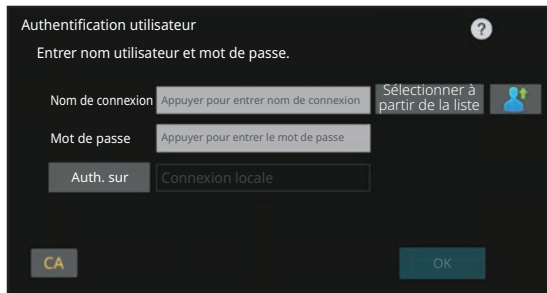 Authentification utilisateur
?
Entrer nom utilisateur et mot de passe.
Nom de connexion Appuyer pour entrer nom de connexion Sélectionner à
partir de la liste
Mot de passe Appuyer pour entrer le mot de passe
Auth. sur Connexion locale
CA OK